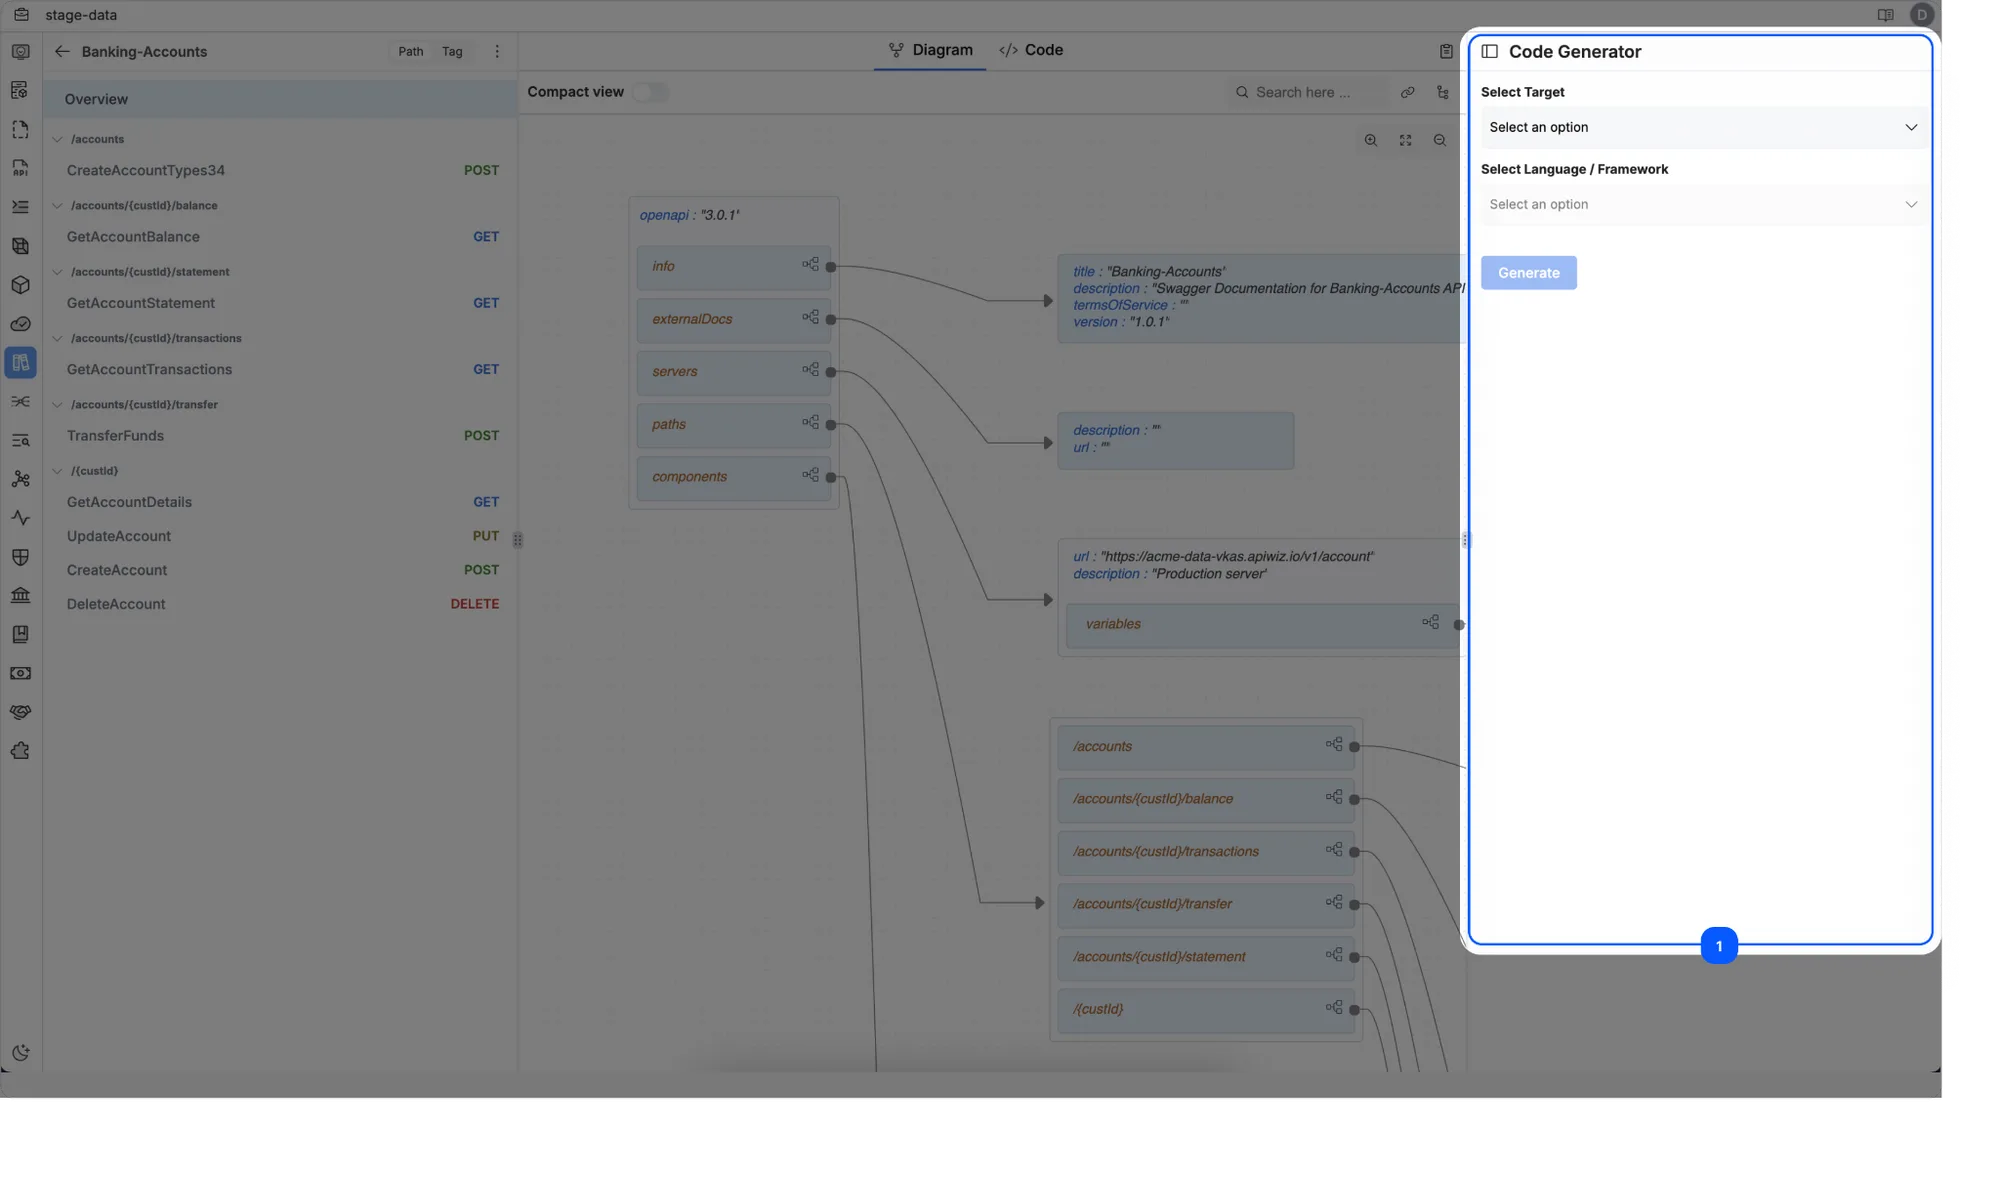 stage-data
D
Banking-Accounts
Path
Tag
Overview
/accounts
CreateAccountTypes34 POST
/accounts/{custId}/balance
GetAccountBalance GET
/accounts/{custId}/statement
GetAccountStatement GET
/accounts/{custId}/transactions
GetAccountTransactions GET
/accounts/{custId}/transfer
TransferFunds POST
/{custId}
GetAccountDetails GET
UpdateAccount PUT
CreateAccount POST
DeleteAccount DELETE
Diagram
</> Code
Compact view
Search here ...
openapi : "3.0.1"
info
externalDocs
servers
paths
components
title : "Banking-Accounts"
description : "Swagger Documentation for Banking-Accounts API
termsOfService : ""
version : "1.0.1"
description : ""
url : ""
url : "https://acme-data-vkas.apiwiz.io/v1/account"
description : "Production server"
variables
/accounts
/accounts/{custId}/balance
/accounts/{custId}/transactions
/accounts/{custId}/transfer
/accounts/{custId}/statement
/{custId}
Code Generator
Select Target
Select an option
Select Language / Framework
Select an option
Generate
1